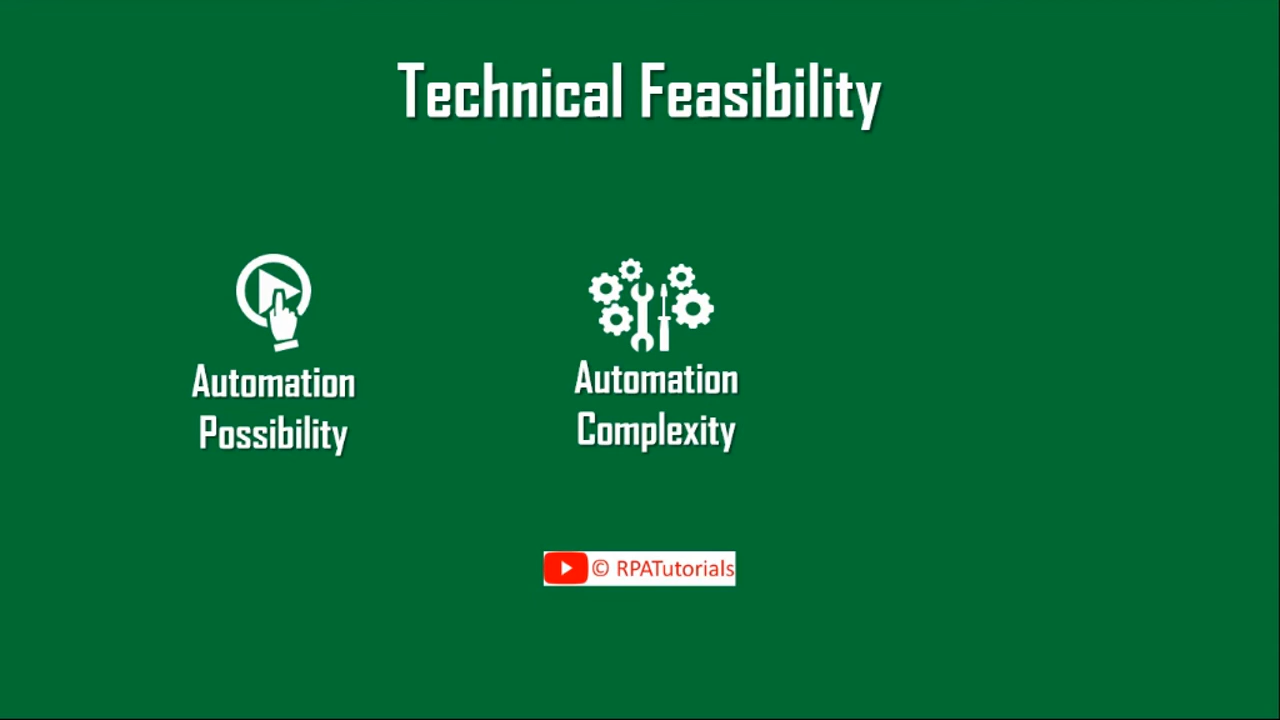 Technical Feasibility
Automation
Possibility
Automation
Complexity
© RPATutorials